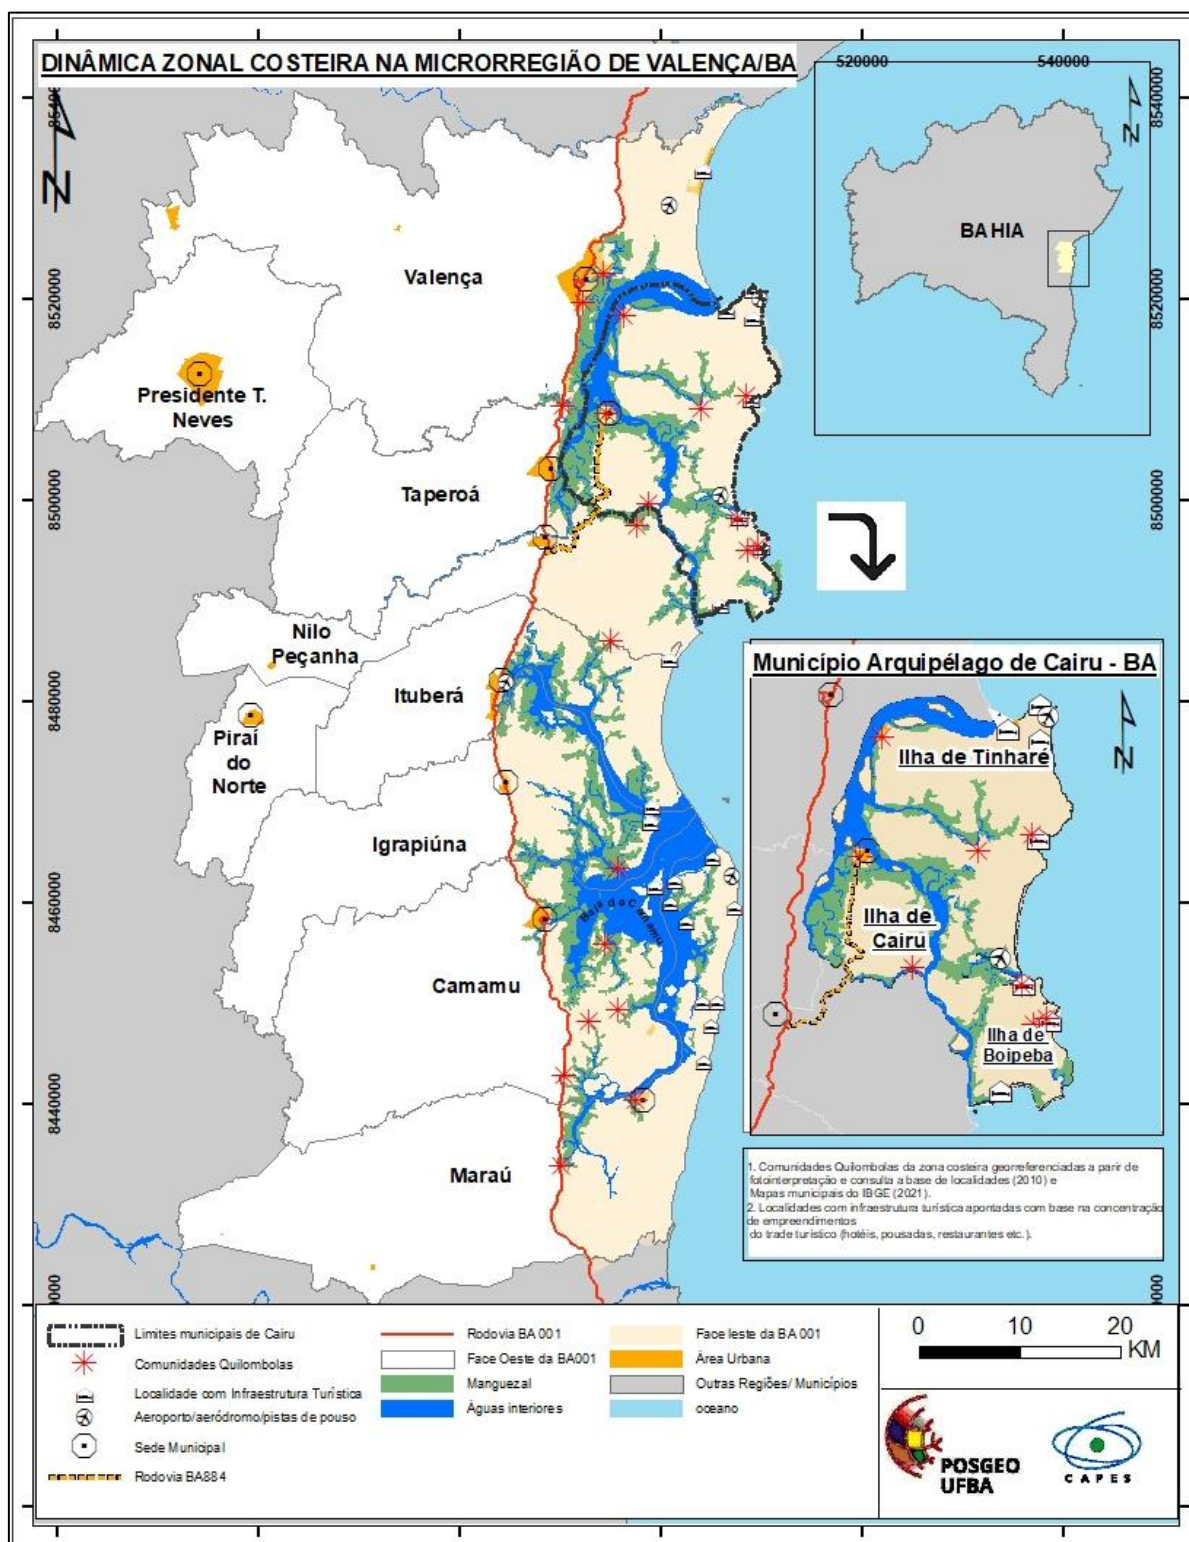 DINÂMICA ZONAL COSTEIRA NA MICRORREGIÃO DE VALENÇA/BA
520000
540000
8540000
N
N
BAHIA
8520000
8520000
Valença
Presidente T.
Neves
Taperoá
8500000
8500000
Nilo
Peçanha
Ituberá
8480000
Piraí
do
Norte
Igrapiúna
8460000
Baía de Camamu
Camamu
8440000
Maraú
Município Arquipélago de Cairu - BA
N
Ilha de Tinharé
Ilha de
Cairú
Ilha de
Boipeba
1. Comunidades Quilombolas da zona costeira georreferenciadas a parir de
fotointerpretação e consulta a base de localidades (2010) e
Mapas municipais do IBGE (2021).
2. Localidades com infraestrutura turística apontadas com base na concentração
de empreendimentos
do trade turístico (hotéis, pousadas, restaurantes etc.).
Limites municipais de Cairu
Comunidades Quilombolas
Localidade com Infraestrutura Turística
Aeroporto/aeródromo/pistas de pouso
Sede Municipal
Rodovia BA884
Rodovia BA 001
Face Oeste da BA001
Manguezal
Águas interiores
Face leste da BA 001
Área Urbana
Outras Regiões/ Municípios
oceano
0 10 20
KM
POSGEO
UFBA
CAPES